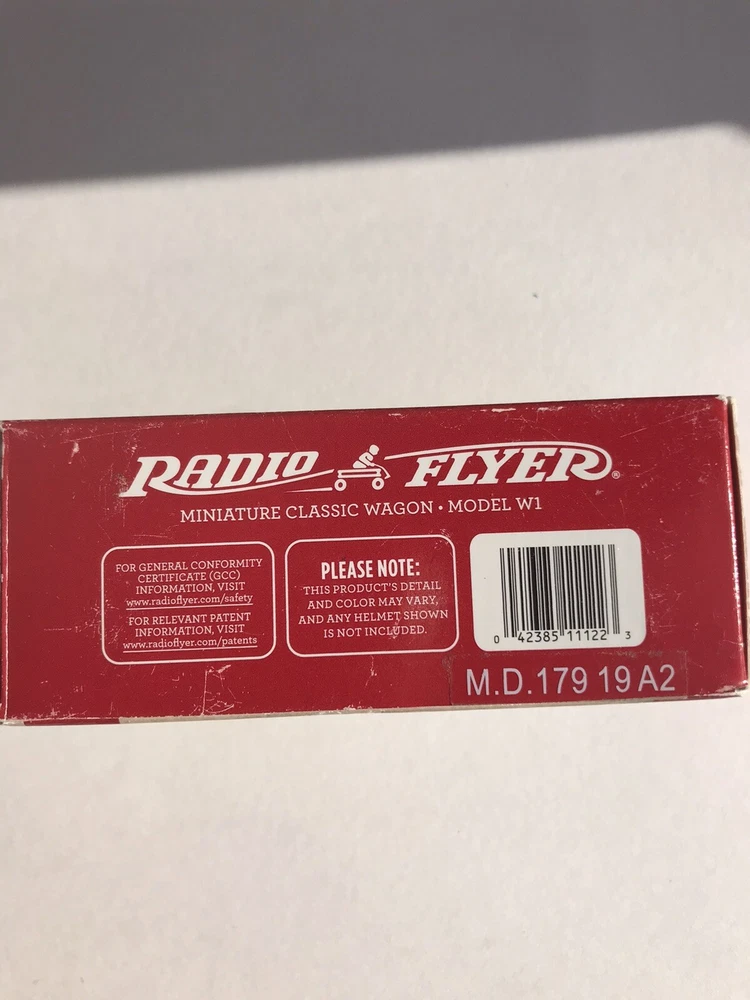 RADIO FLYER®
MINIATURE CLASSIC WAGON • MODEL W1
FOR GENERAL CONFORMITY
CERTIFICATE (GCC)
INFORMATION, VISIT
www.radioflyer.com/safety
FOR RELEVANT PATENT
INFORMATION, VISIT
www.radioflyer.com/patents
PLEASE NOTE:
THIS PRODUCT'S DETAIL
AND COLOR MAY VARY,
AND ANY HELMET SHOWN
IS NOT INCLUDED.
0 42385 11122 3
M.D.179 19 A2